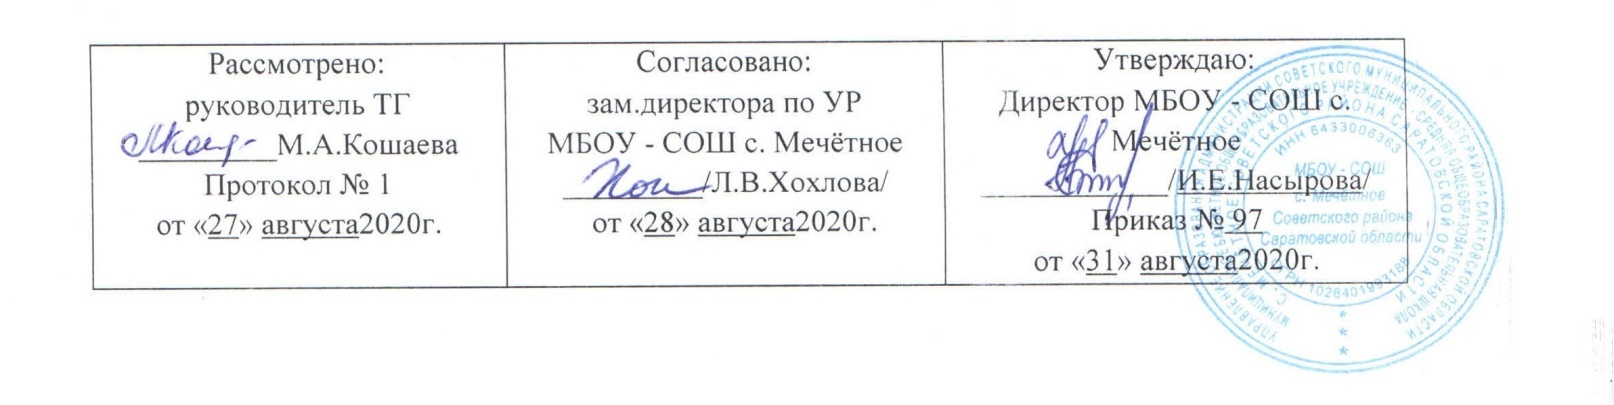 Рассмотрено:
руководитель ТГ
М.А.Кошаева
Протокол № 1
от «27» августа2020г.
Согласовано:
зам.директора по УР
МБОУ - СОШ с. Мечётное
/Л.В.Хохлова/
от «28» августа2020г.
Утверждаю:
Директор МБОУ - СОШ с.
Мечётное
/И.Е.Насырова/
Приказ № 97
от «31» августа2020г.
ИНН 6433006363
МБОУ - СОШ
с. Мечетное
Советского района
Саратовской области